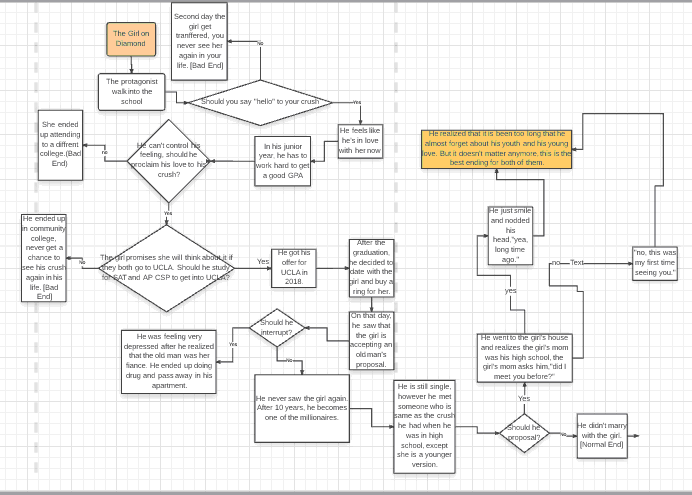 The Girl on
Diamond
Second day the
girl get
tranffered, you
never see her
again in your
life. [Bad End]
No
The protagonist
walk into the
school
Should you say "hello" to your crush
Yes
He feels like
he's in love
with her now
In his junior
year, he has to
work hard to get
a good GPA
He can't control his
feeling, should he
proclaim his love to his
crush?
no
She ended
up attending
to a diffrent
college.(Bad
End)
Yes
The girl promises she will think about it if
they both go to UCLA. Should he study
for SAT and AP CSP to get into UCLA?
No
He ended up
in community
college,
never get a
chance to
see his crush
again in his
life. [Bad
End]
Yes
He got his
offer for
UCLA in
2018.
After the
graduation,
he decided to
date with the
girl and buy a
ring for her.
On that day,
he saw that
the girl is
accepting an
old man's
proposal.
Should he
interrupt?
Yes
He was feeling very
depressed after he realized
that the old man was her
fiance. He ended up doing
drug and pass away in his
apartment.
No
He never saw the girl again.
After 10 years, he becomes
one of the millionaires.
He is still single,
however he met
someone who is
same as the crush
he had when he
was in high
school, except
she is a younger
version.
Should he
proposal?
No
He didn't marry
with the girl.
[Normal End]
Yes
He went to the girl's house
and realizes the girl's mom
was his high school, the
girl's mom asks him,"did I
meet you before?"
yes
He just smile
and nodded
his
head,"yea,
long time
ago."
no
Text
"no, this was
my first time
seeing you."
He realized that it is been too long that he
almost forget about his youth and his young
love. But it doesn't matter anymore, this is the
best ending for both of them.